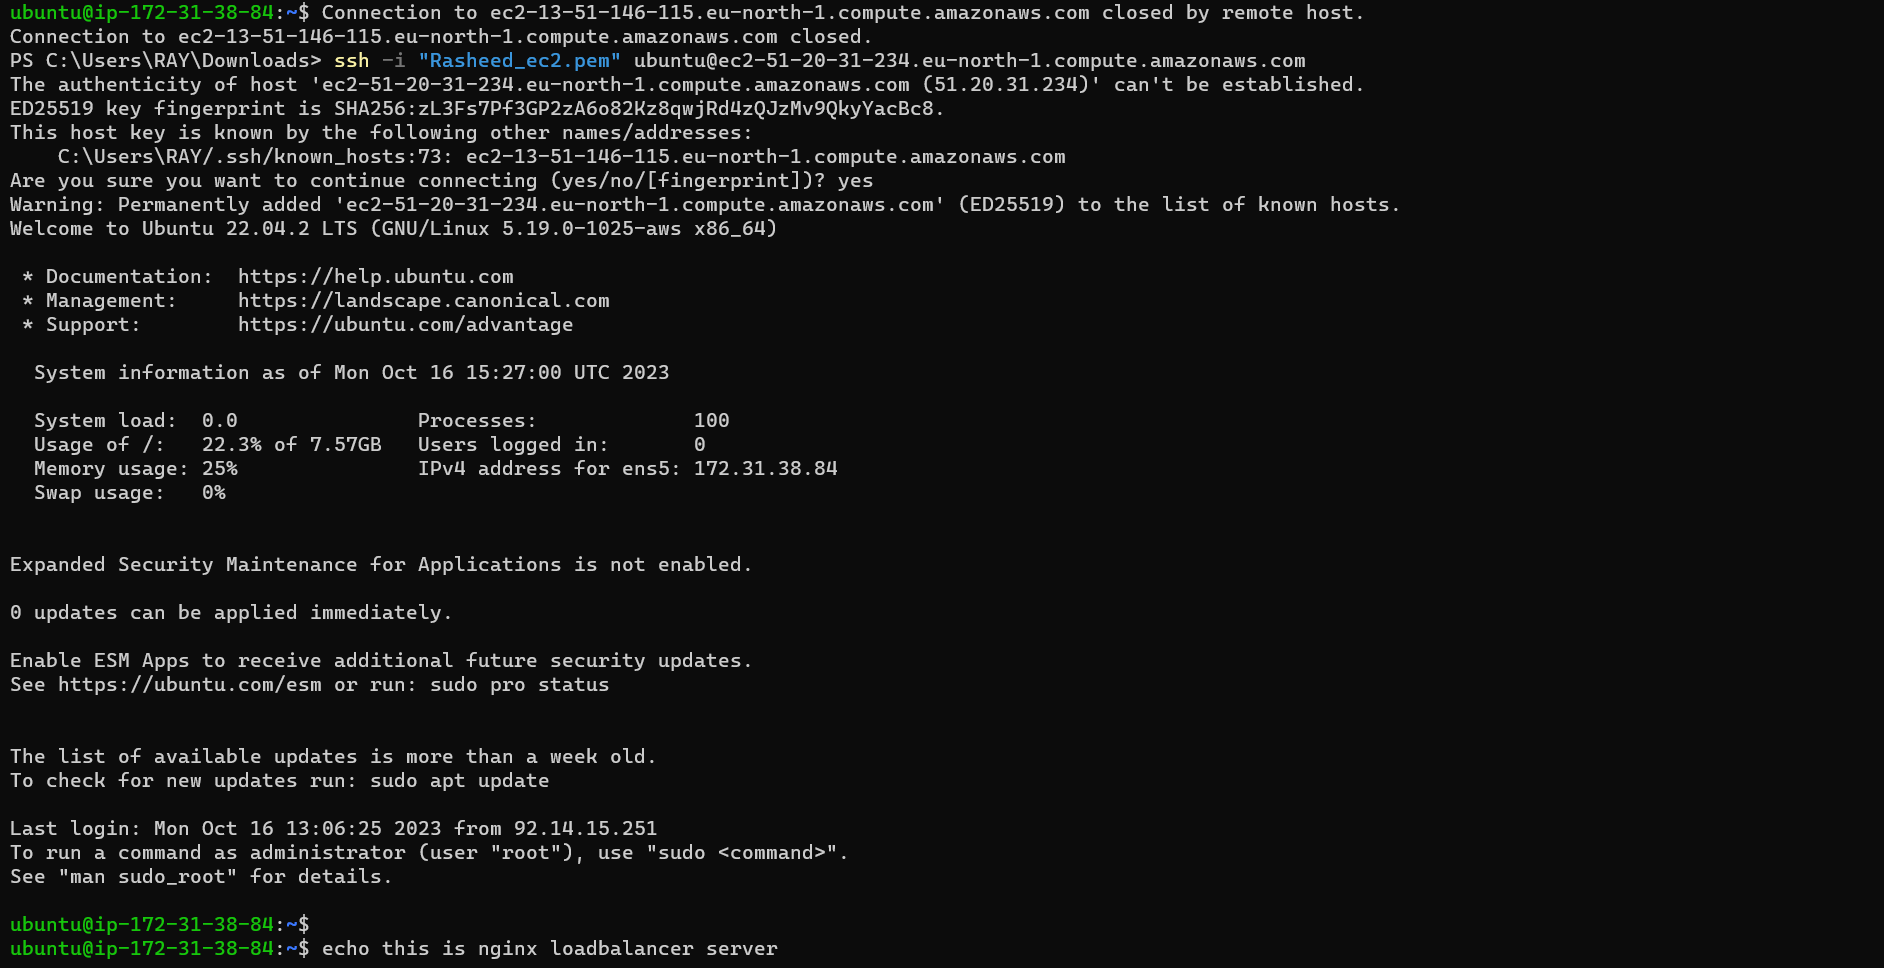 ubuntu@ip-172-31-38-84:~$ Connection to ec2-13-51-146-115.eu-north-1.compute.amazonaws.com closed by remote host.
Connection to ec2-13-51-146-115.eu-north-1.compute.amazonaws.com closed.
PS C:\Users\RAY\Downloads> ssh -i "Rasheed_ec2.pem" ubuntu@ec2-51-20-31-234.eu-north-1.compute.amazonaws.com
The authenticity of host 'ec2-51-20-31-234.eu-north-1.compute.amazonaws.com (51.20.31.234)' can't be established.
ED25519 key fingerprint is SHA256:zL3Fs7Pf3GP2zA6o82Kz8qwjRd4zQJzMv9QkyYacBc8.
This host key is known by the following other names/addresses:
    C:\Users\RAY/.ssh/known_hosts:73: ec2-13-51-146-115.eu-north-1.compute.amazonaws.com
Are you sure you want to continue connecting (yes/no/[fingerprint])? yes
Warning: Permanently added 'ec2-51-20-31-234.eu-north-1.compute.amazonaws.com' (ED25519) to the list of known hosts.
Welcome to Ubuntu 22.04.2 LTS (GNU/Linux 5.19.0-1025-aws x86_64)

 * Documentation:  https://help.ubuntu.com
 * Management:     https://landscape.canonical.com
 * Support:        https://ubuntu.com/advantage

  System information as of Mon Oct 16 15:27:00 UTC 2023

  System load:  0.0               Processes:             100
  Usage of /:   22.3% of 7.57GB   Users logged in:       0
  Memory usage: 25%               IPv4 address for ens5: 172.31.38.84
  Swap usage:   0%

Expanded Security Maintenance for Applications is not enabled.

0 updates can be applied immediately.

Enable ESM Apps to receive additional future security updates.
See https://ubuntu.com/esm or run: sudo pro status

The list of available updates is more than a week old.
To check for new updates run: sudo apt update

Last login: Mon Oct 16 13:06:25 2023 from 92.14.15.251
To run a command as administrator (user "root"), use "sudo <command>".
See "man sudo_root" for details.

ubuntu@ip-172-31-38-84:~$
ubuntu@ip-172-31-38-84:~$ echo this is nginx loadbalancer server